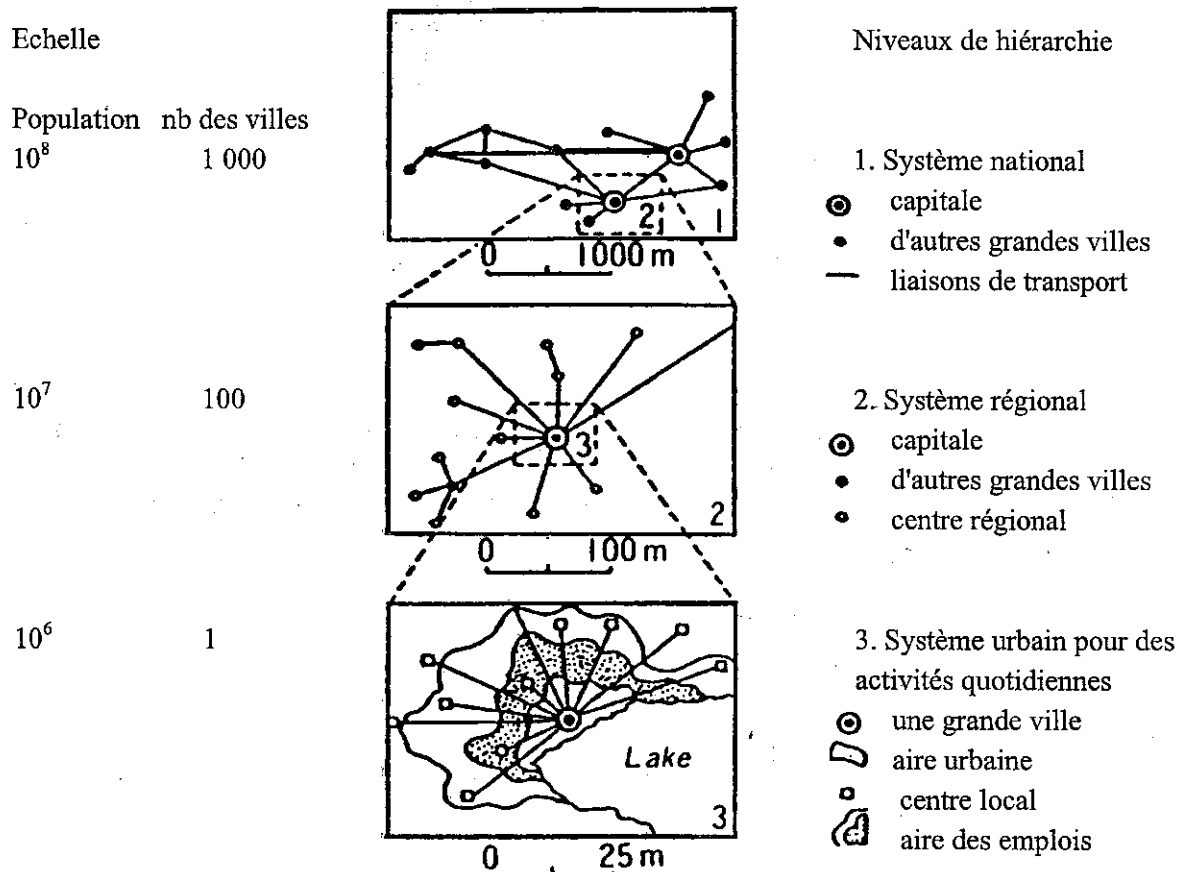 Echelle
Niveaux de hiérarchie
Population nb des villes
10⁸ 1 000
2 1
0 1000 m
1. Système national
capitale
d'autres grandes villes
liaisons de transport
10⁷ 100
3
2
0 100 m
2. Système régional
capitale
d'autres grandes villes
centre régional
10⁶ 1
Lake
3
0 25 m
3. Système urbain pour des
activités quotidiennes
une grande ville
aire urbaine
centre local
aire des emplois